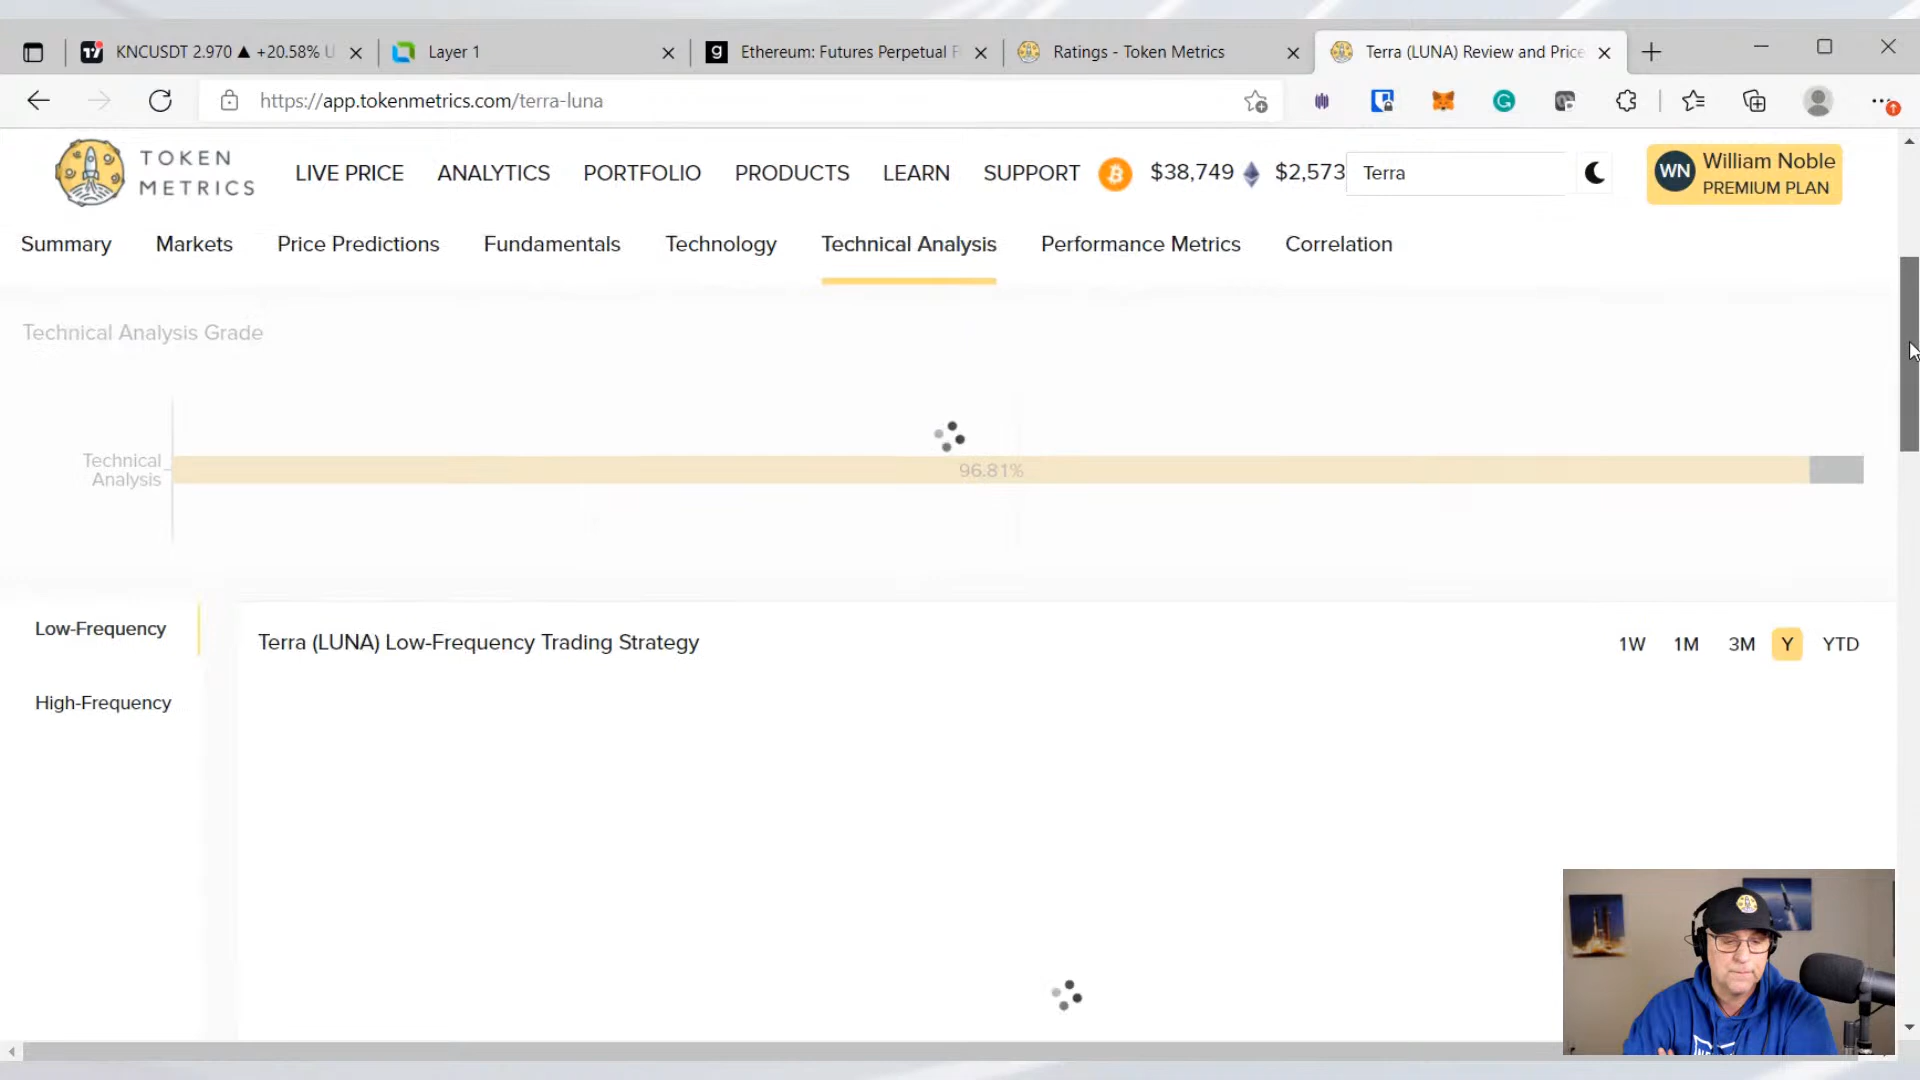 KNCUSDT 2.970 ▲ +20.58% U
Layer 1
Ethereum: Futures Perpetual F
Ratings - Token Metrics
Terra (LUNA) Review and Price
https://app.tokenmetrics.com/terra-luna
TOKEN
METRICS
LIVE PRICE
ANALYTICS
PORTFOLIO
PRODUCTS
LEARN
SUPPORT
$38,749
$2,573
Terra
WN
William Noble
PREMIUM PLAN
Summary
Markets
Price Predictions
Fundamentals
Technology
Technical Analysis
Performance Metrics
Correlation
Technical Analysis Grade
Technical
Analysis
96.81%
Low-Frequency
High-Frequency
Terra (LUNA) Low-Frequency Trading Strategy
1W
1M
3M
Y
YTD